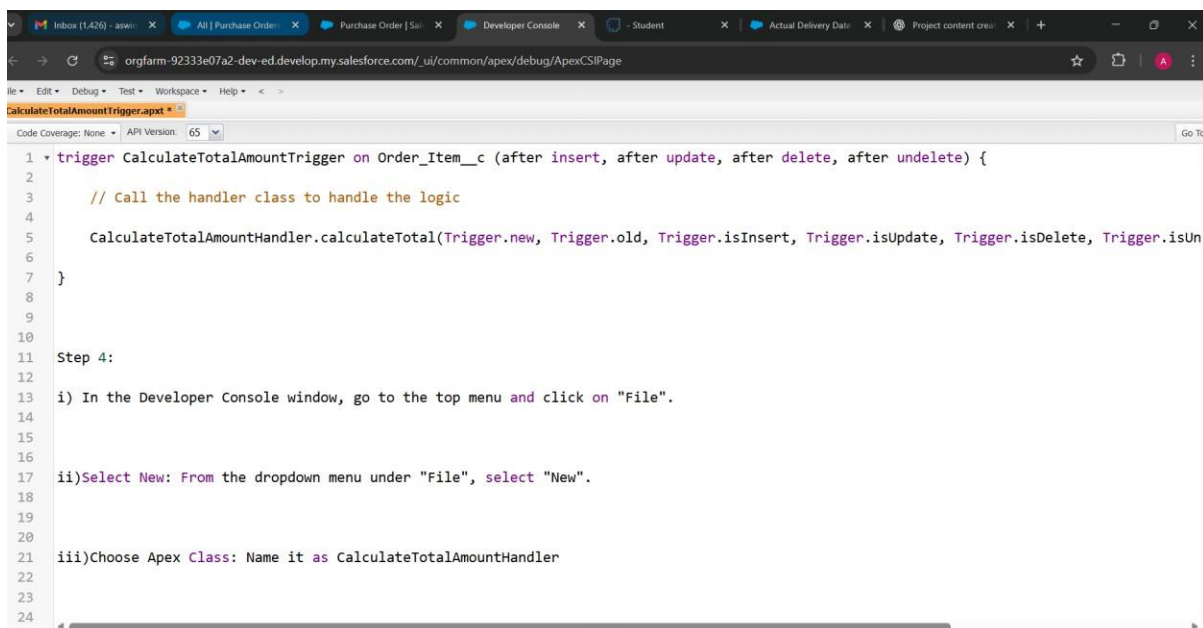 Inbox (1,426) - aswin
All | Purchase Orders
Purchase Order | Sal
Developer Console
- Student
Actual Delivery Date
Project content crea
orgfarm-92333e07a2-dev-ed.develop.my.salesforce.com/_ui/common/apex/debug/ApexCSIPage
A
ile Edit Debug Test Workspace Help < >
CalculateTotalAmountTrigger.apxt *
Code Coverage: None API Version: 65 Go To
1 trigger CalculateTotalAmountTrigger on Order_Item__c (after insert, after update, after delete, after undelete) {
2
3 // Call the handler class to handle the logic
4
5 CalculateTotalAmountHandler.calculateTotal(Trigger.new, Trigger.old, Trigger.isInsert, Trigger.isUpdate, Trigger.isDelete, Trigger.isUn
6
7 }
8
9
10
11 Step 4:
12
13 i) In the Developer Console window, go to the top menu and click on "File".
14
15
16
17 ii)Select New: From the dropdown menu under "File", select "New".
18
19
20
21 iii)Choose Apex Class: Name it as CalculateTotalAmountHandler
22
23
24